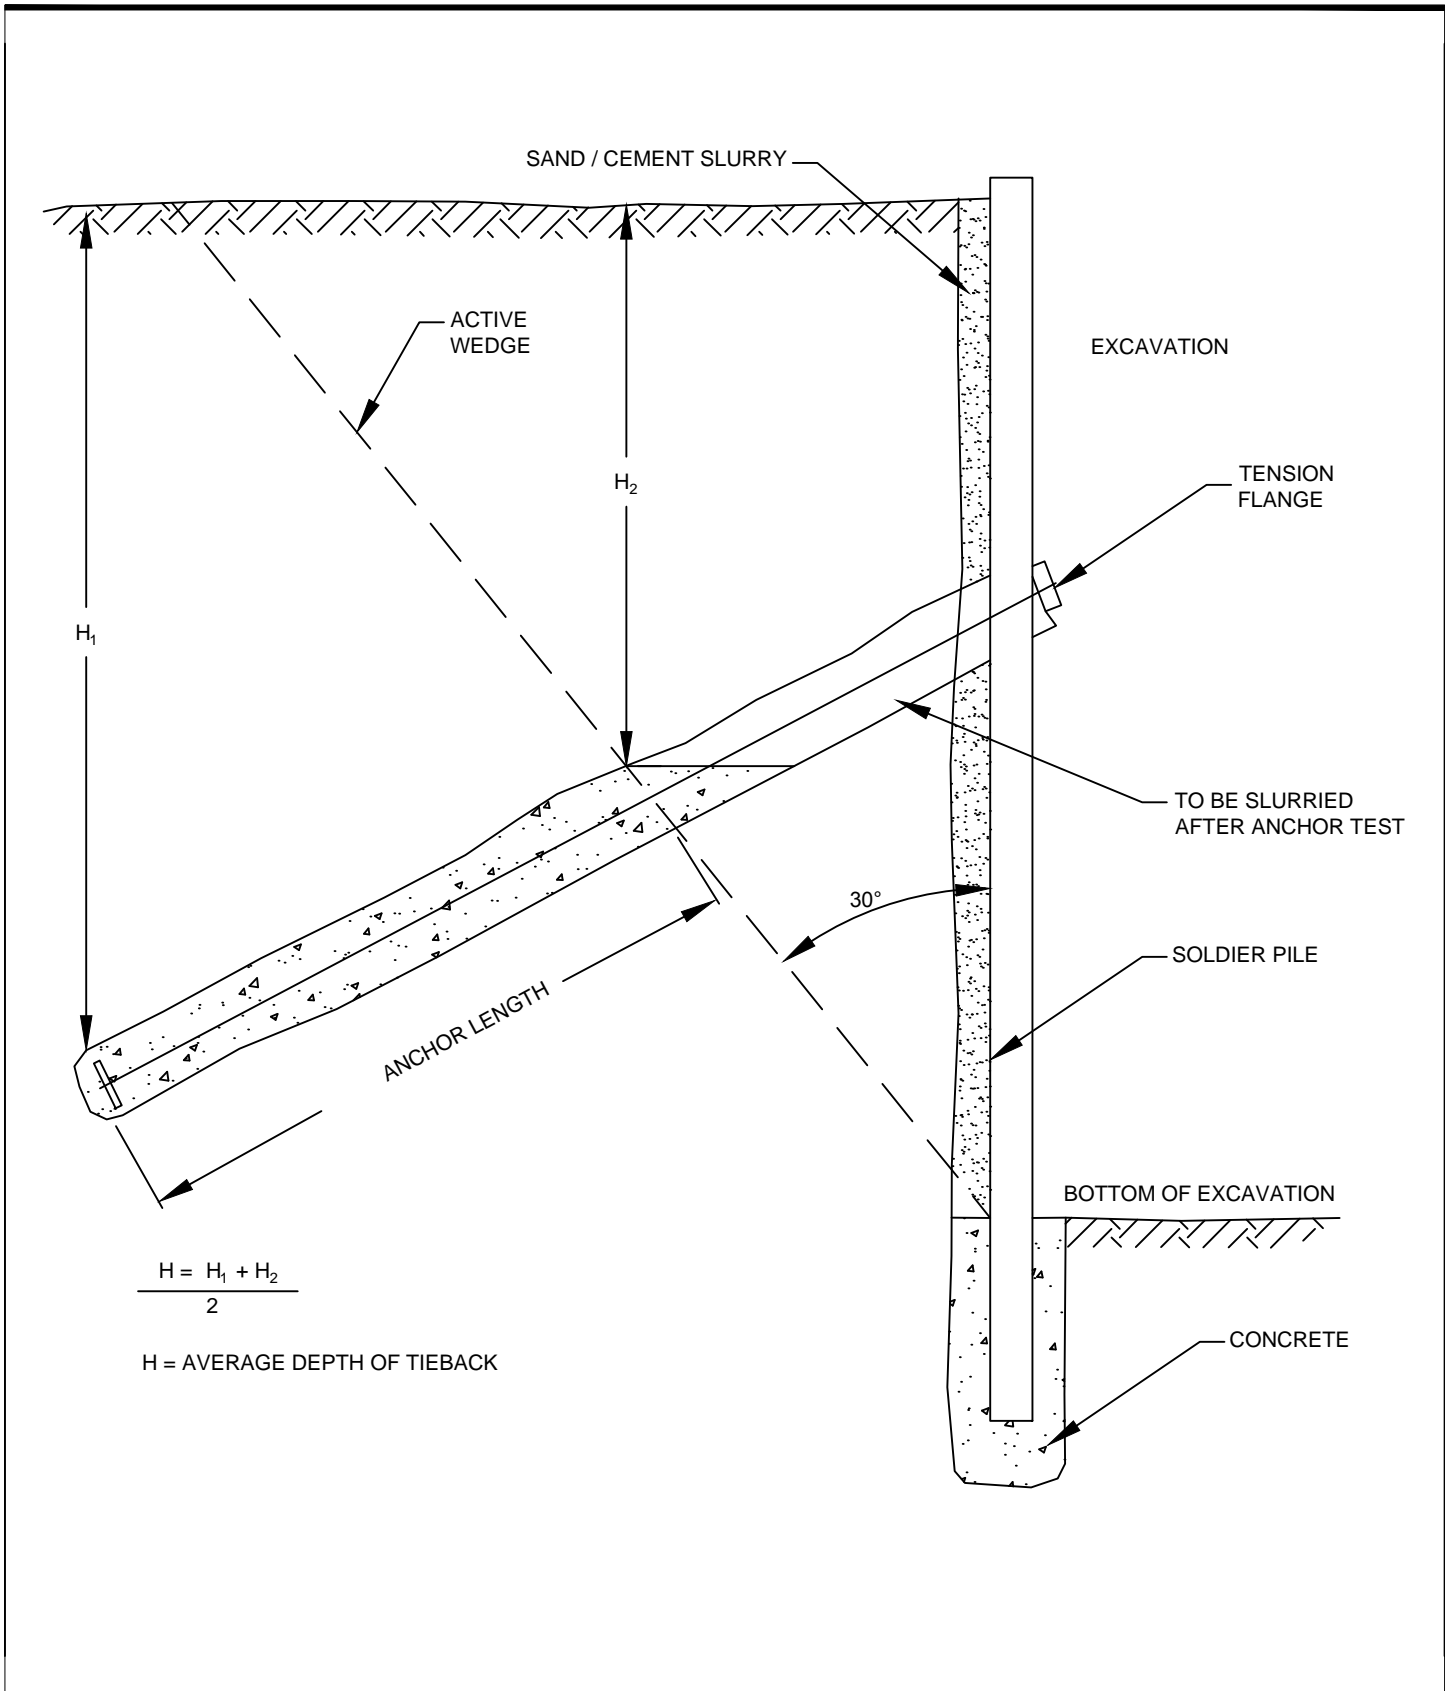 SAND / CEMENT SLURRY
ACTIVE
WEDGE
EXCAVATION
TENSION
FLANGE
H₂
H₁
TO BE SLURRIED
AFTER ANCHOR TEST
30°
SOLDIER PILE
ANCHOR LENGTH
BOTTOM OF EXCAVATION
H = H₁ + H₂
2
CONCRETE
H = AVERAGE DEPTH OF TIEBACK